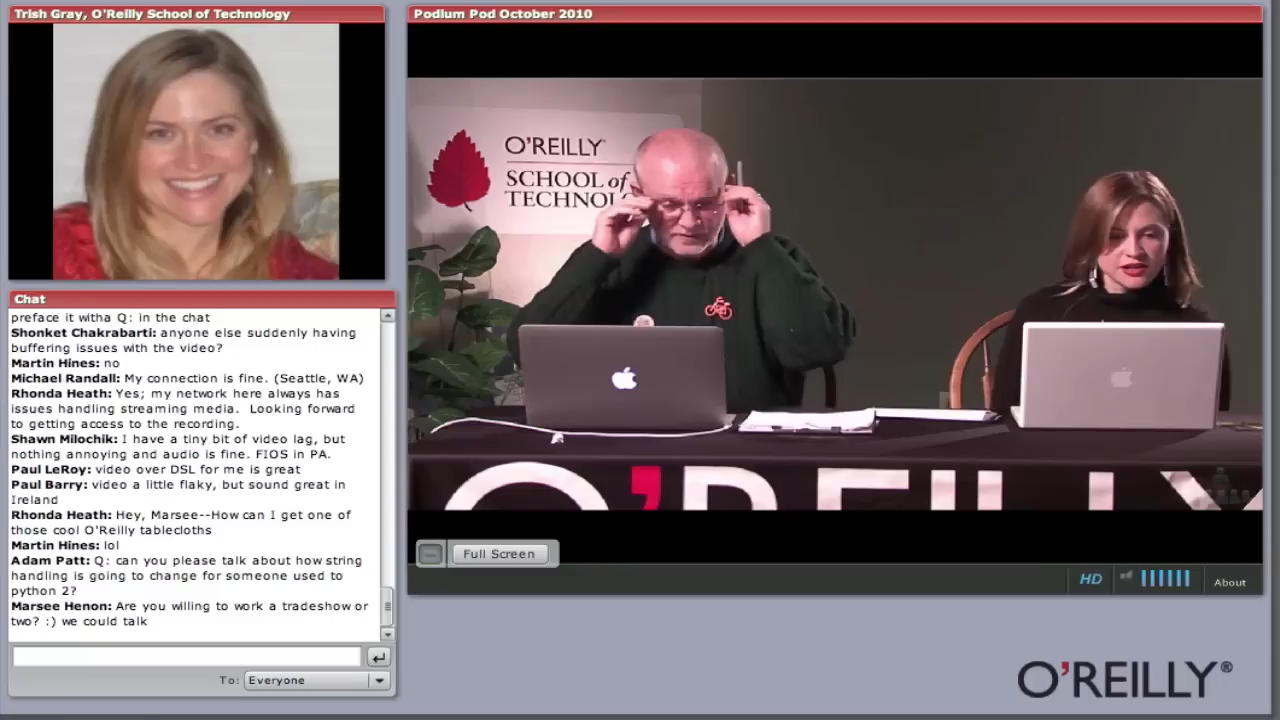 Trish Gray, O'Reilly School of Technology
Podium Pod October 2010
O'REILLY
SCHOOL of
TECHNOLO
Chat
preface it witha Q: in the chat
Shonket Chakrabarti: anyone else suddenly having
buffering issues with the video?
Martin Hines: no
Michael Randall: My connection is fine. (Seattle, WA)
Rhonda Heath: Yes; my network here always has
issues handling streaming media. Looking forward
to getting access to the recording.
Shawn Milochik: I have a tiny bit of video lag, but
nothing annoying and audio is fine. FIOS in PA.
Paul LeRoy: video over DSL for me is great
Paul Barry: video a little flaky, but sound great in
Ireland
Rhonda Heath: Hey, Marsee--How can I get one of
those cool O'Reilly tablecloths
Martin Hines: lol
Adam Patt: Q: can you please talk about how string
handling is going to change for someone used to
python 2?
Marsee Henon: Are you willing to work a tradeshow or
two? :) we could talk
To: Everyone
O'REILLY
Full Screen
HD
About
O'REILLY®